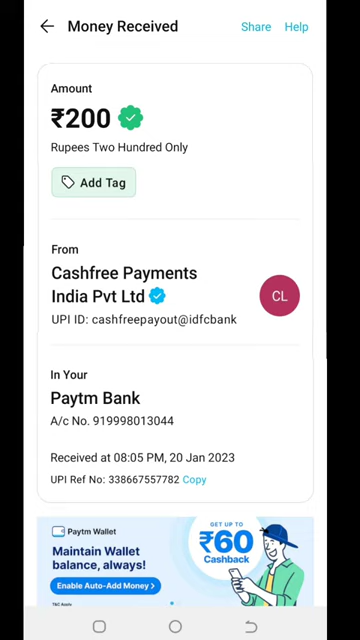 Money Received
Share
Help
Amount
₹200
Rupees Two Hundred Only
Add Tag
From
Cashfree Payments
India Pvt Ltd
CL
UPI ID: cashfreepayout@idfcbank
In Your
Paytm Bank
A/c No. 919998013044
Received at 08:05 PM, 20 Jan 2023
UPI Ref No: 338667557782 Copy
Paytm Wallet
Maintain Wallet
balance, always!
Enable Auto-Add Money >
T&C Apply
GET UP TO
₹60
Cashback